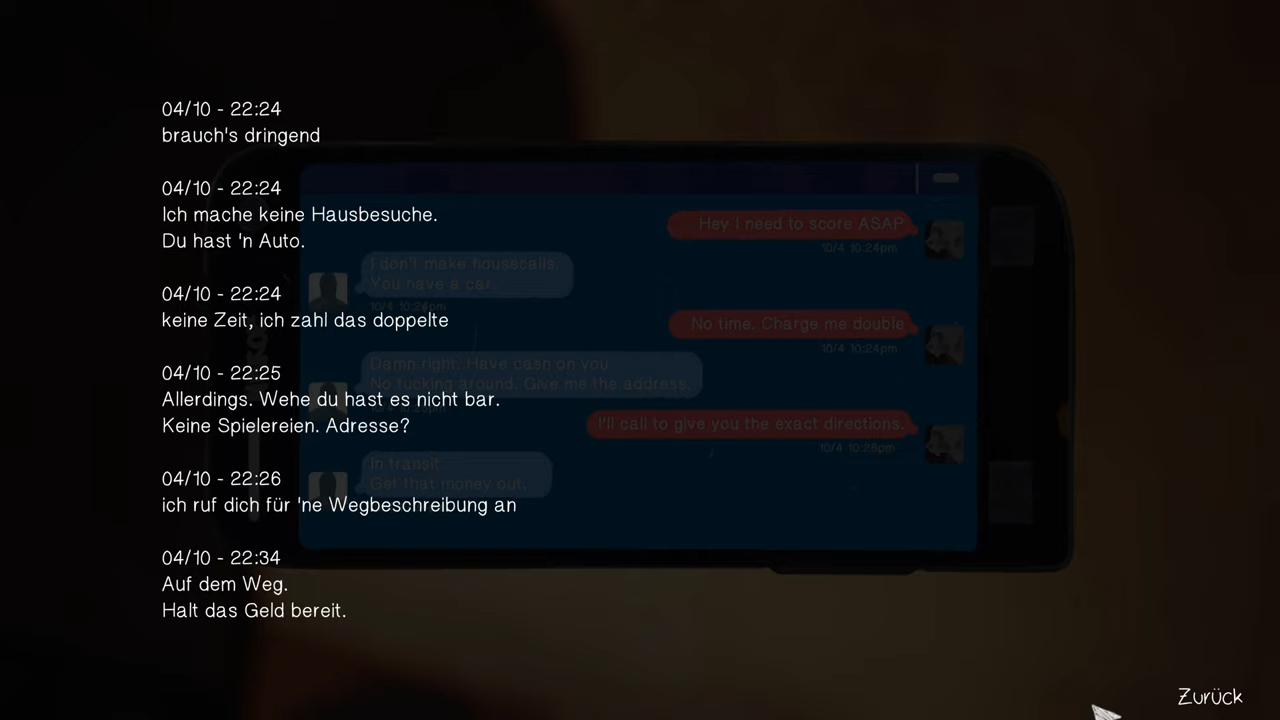 04/10 - 22:24
brauch's dringend
04/10 - 22:24
Ich mache keine Hausbesuche.
Du hast 'n Auto.
04/10 - 22:24
keine Zeit, ich zahl das doppelte
04/10 - 22:25
Allerdings. Wehe du hast es nicht bar.
Keine Spielereien. Adresse?
04/10 - 22:26
ich ruf dich für 'ne Wegbeschreibung an
04/10 - 22:34
Auf dem Weg.
Halt das Geld bereit.
Hey I need to score ASAP
10/4 10:24pm
I don't make housecalls.
You have a car.
10/4 10:24pm
No time. Charge me double
10/4 10:24pm
Damn right. Have cash on you
No fucking around. Give me the address.
I'll call to give you the exact directions.
10/4 10:26pm
In transit
Get that money out.
Zurück